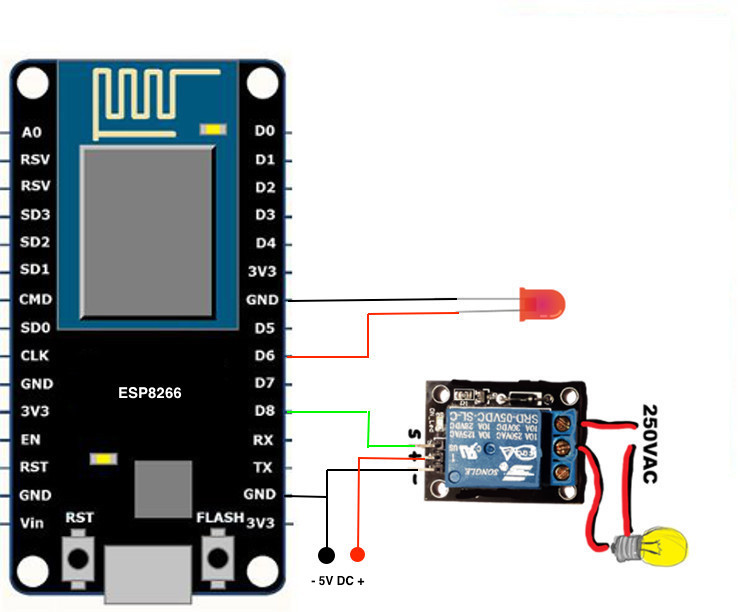 A0
RSV
RSV
SD3
SD2
SD1
CMD
SD0
CLK
GND
3V3
EN
RST
GND
Vin
D0
D1
D2
D3
D4
3V3
GND
D5
D6
D7
D8
RX
TX
GND
3V3
ESP8266
RST
FLASH
S
+
-
SRD-05VDC-SL-C
10A 250VAC 10A 125VAC
10A 30VDC 10A 28VDC
SONGLE
250VAC
- 5V DC +